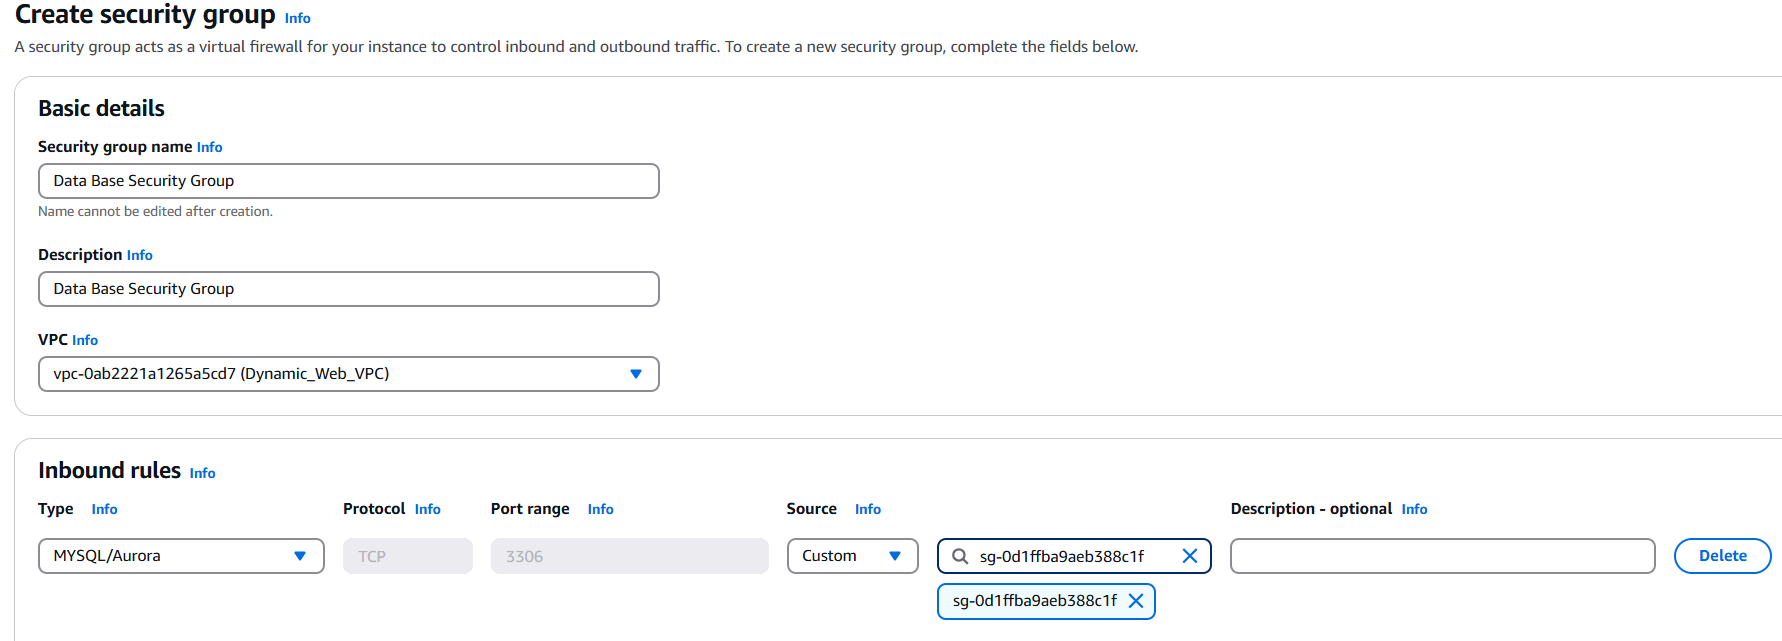 Create security group Info
A security group acts as a virtual firewall for your instance to control inbound and outbound traffic. To create a new security group, complete the fields below.
Basic details
Security group name Info
Data Base Security Group
Name cannot be edited after creation.
Description Info
Data Base Security Group
VPC Info
vpc-0ab2221a1265a5cd7 (Dynamic_Web_VPC)
Inbound rules Info
Type Info Protocol Info Port range Info Source Info Description - optional Info
MYSQL/Aurora TCP 3306 Custom sg-0d1ffba9aeb388c1f Delete
sg-0d1ffba9aeb388c1f